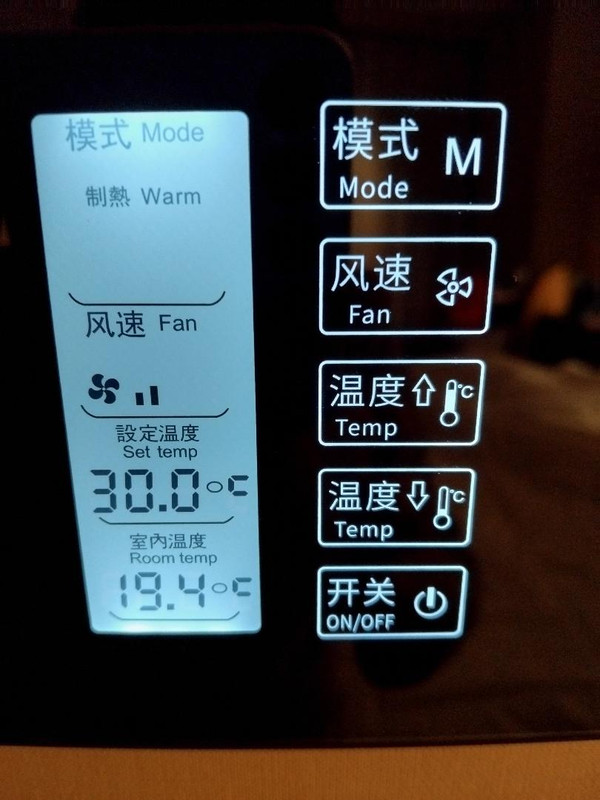 模式 Mode
制熱 Warm
风速 Fan
設定温度
Set temp
30.0°C
室內温度
Room temp
19.4°C
模式 M
Mode
风速
Fan
温度 ⇧ °C
Temp
温度 ⇩ °C
Temp
开关
ON/OFF